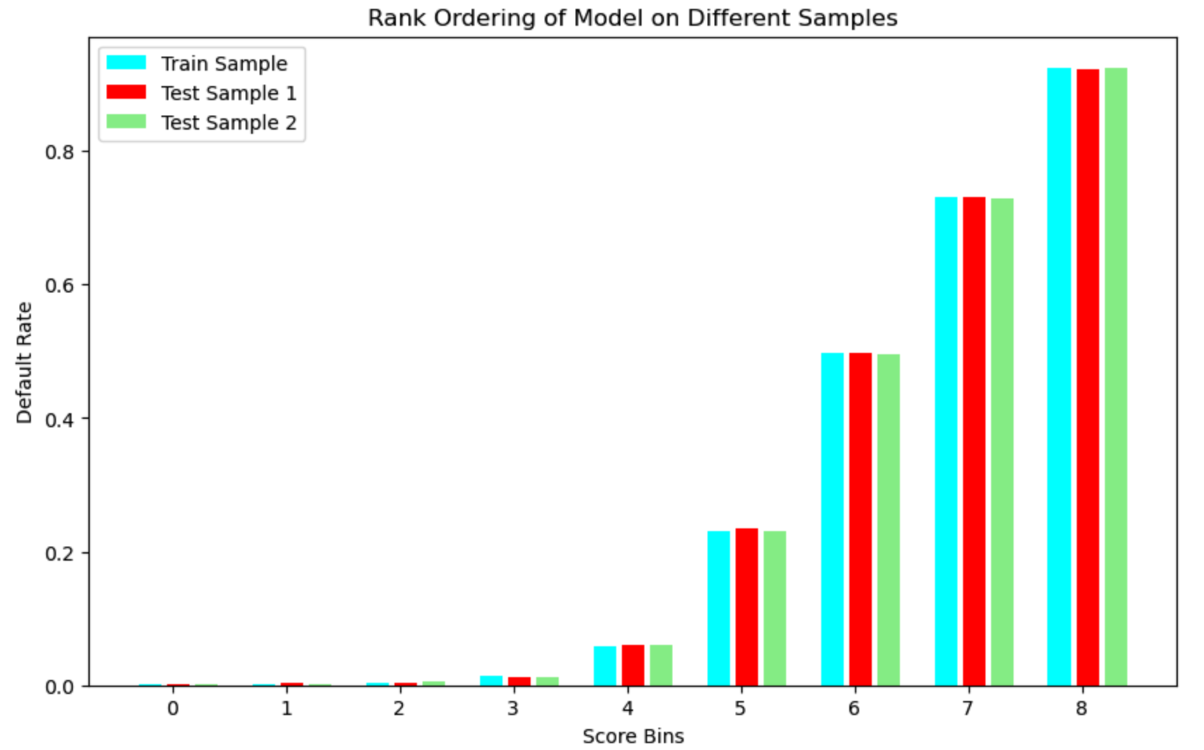 Rank Ordering of Model on Different Samples
Train Sample
Test Sample 1
Test Sample 2
Default Rate
0.8
0.6
0.4
0.2
0.0
0 1 2 3 4 5 6 7 8
Score Bins